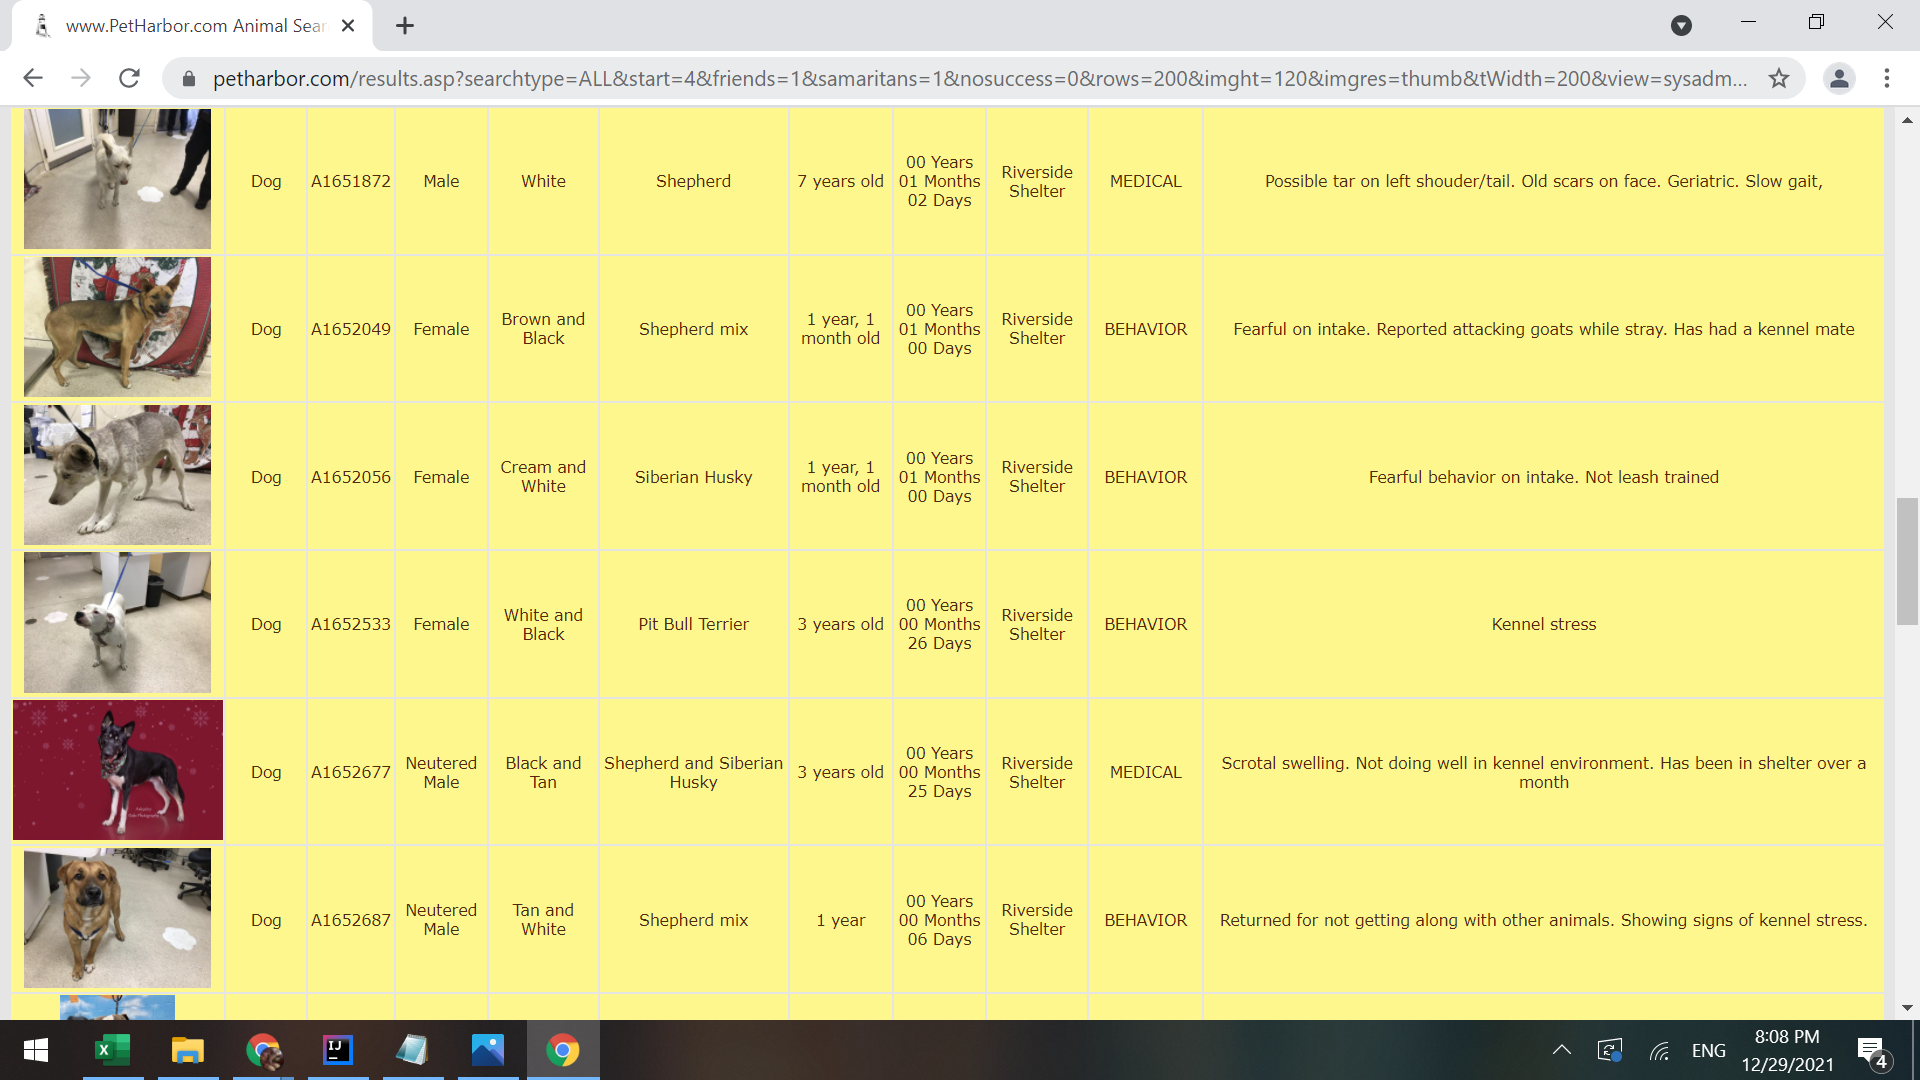 www.PetHarbor.com Animal Sear
petharbor.com/results.asp?searchtype=ALL&start=4&friends=1&samaritans=1&nosuccess=0&rows=200&imght=120&imgres=thumb&tWidth=200&view=sysadm...
Dog A1651872 Male White Shepherd 7 years old 00 Years 01 Months 02 Days Riverside Shelter MEDICAL Possible tar on left shouder/tail. Old scars on face. Geriatric. Slow gait,
Dog A1652049 Female Brown and Black Shepherd mix 1 year, 1 month old 00 Years 01 Months 00 Days Riverside Shelter BEHAVIOR Fearful on intake. Reported attacking goats while stray. Has had a kennel mate
Dog A1652056 Female Cream and White Siberian Husky 1 year, 1 month old 00 Years 01 Months 00 Days Riverside Shelter BEHAVIOR Fearful behavior on intake. Not leash trained
Dog A1652533 Female White and Black Pit Bull Terrier 3 years old 00 Years 00 Months 26 Days Riverside Shelter BEHAVIOR Kennel stress
Dog A1652677 Neutered Male Black and Tan Shepherd and Siberian Husky 3 years old 00 Years 00 Months 25 Days Riverside Shelter MEDICAL Scrotal swelling. Not doing well in kennel environment. Has been in shelter over a month
Dog A1652687 Neutered Male Tan and White Shepherd mix 1 year 00 Years 00 Months 06 Days Riverside Shelter BEHAVIOR Returned for not getting along with other animals. Showing signs of kennel stress.
IJ
ENG
8:08 PM
12/29/2021
4